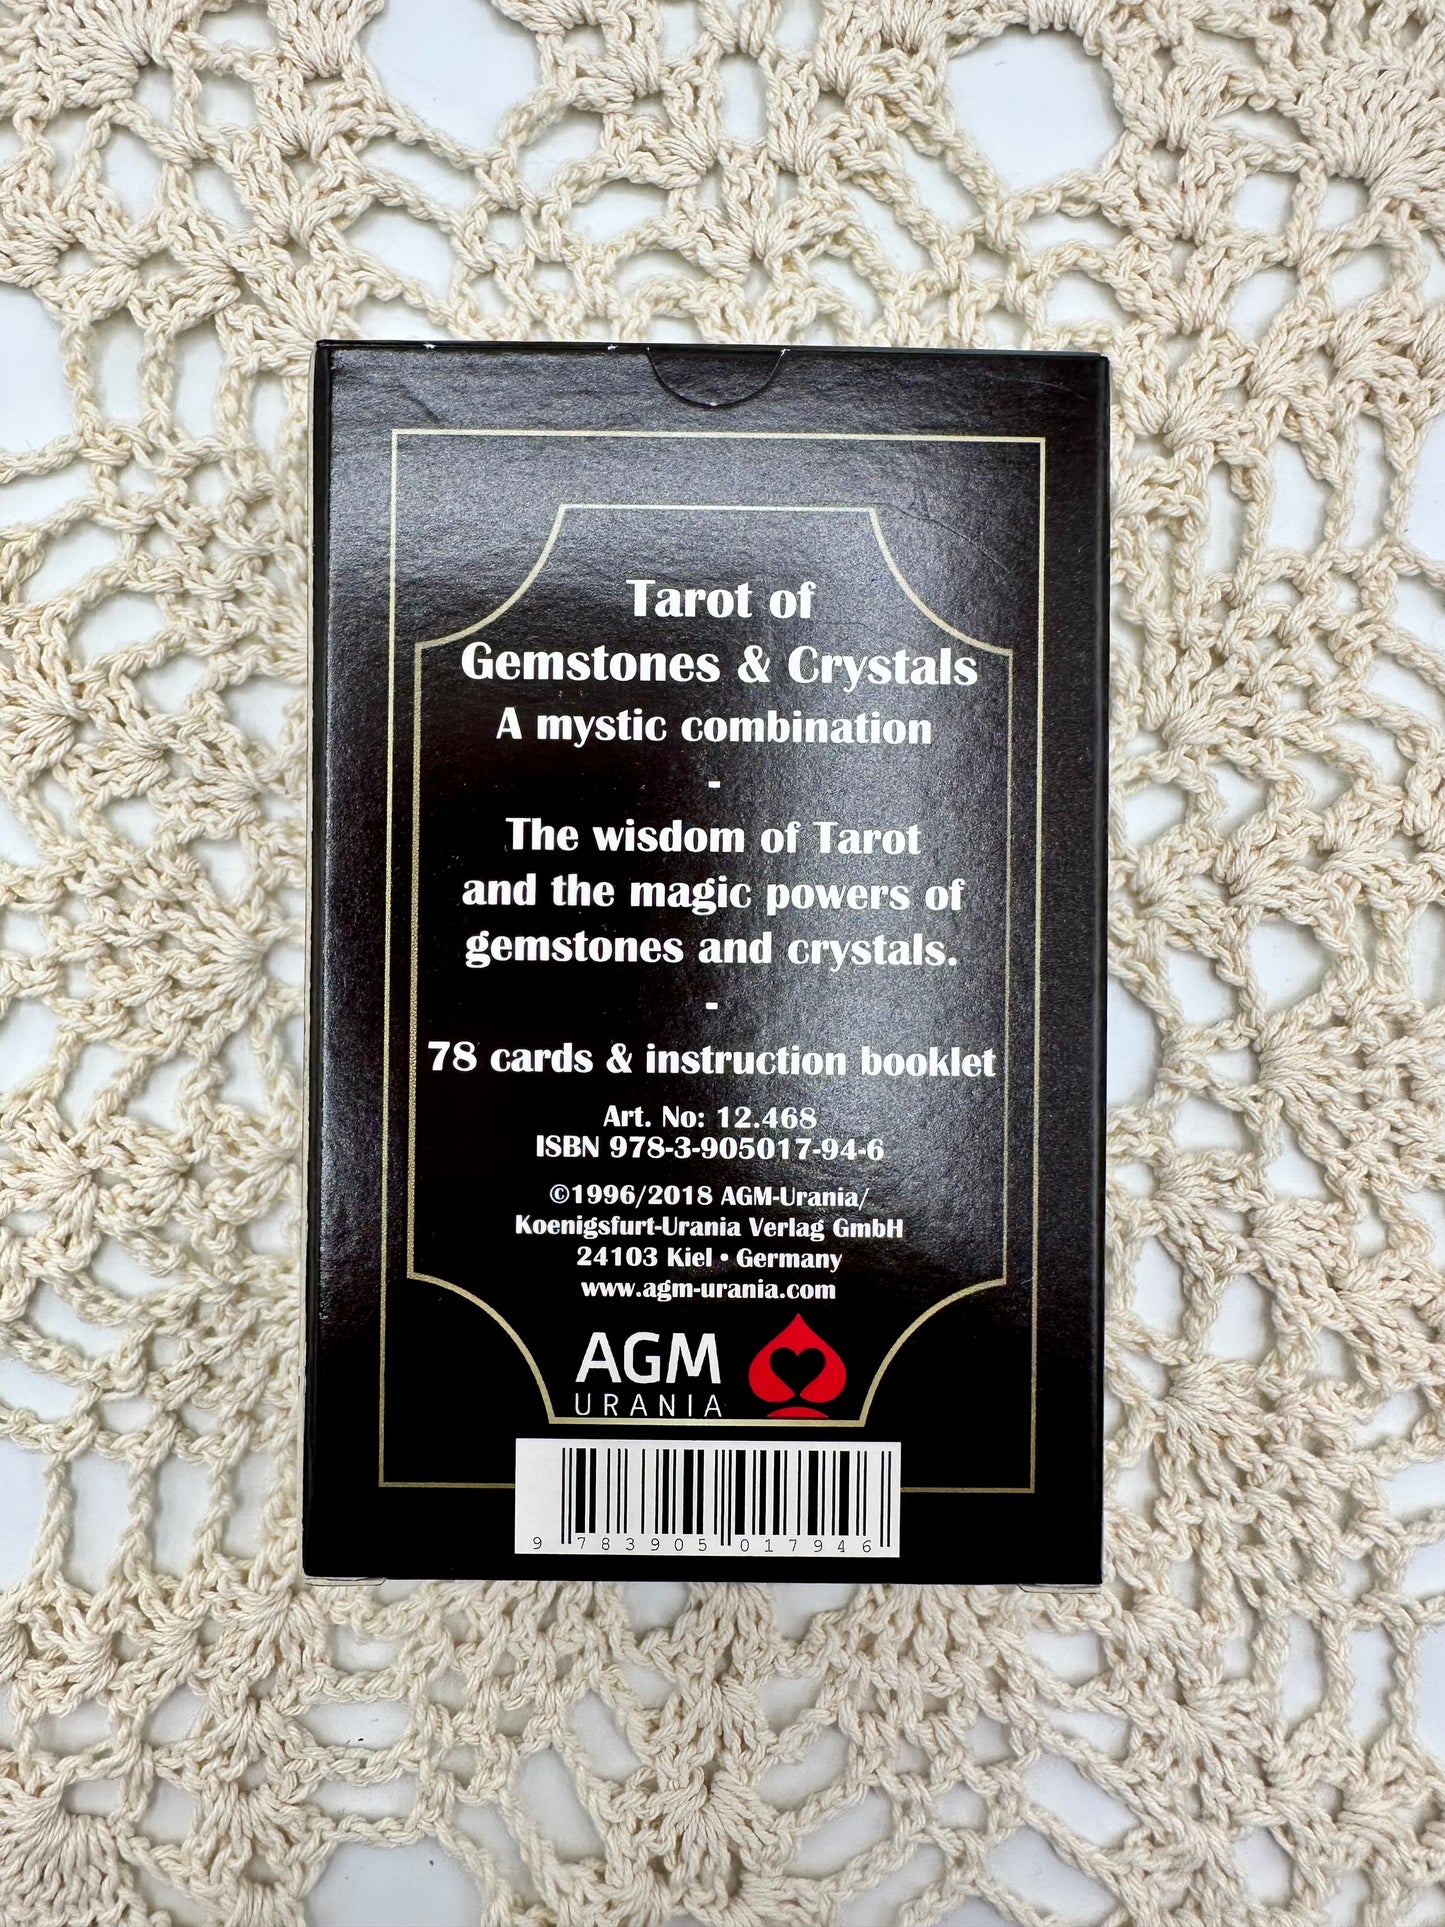 Tarot of
Gemstones & Crystals
A mystic combination
-
The wisdom of Tarot
and the magic powers of
gemstones and crystals.
-
78 cards & instruction booklet
Art. No: 12.468
ISBN 978-3-905017-94-6
©1996/2018 AGM-Urania/
Koenigsfurt-Urania Verlag GmbH
24103 Kiel • Germany
www.agm-urania.com
AGM
URANIA
9 783905 017946